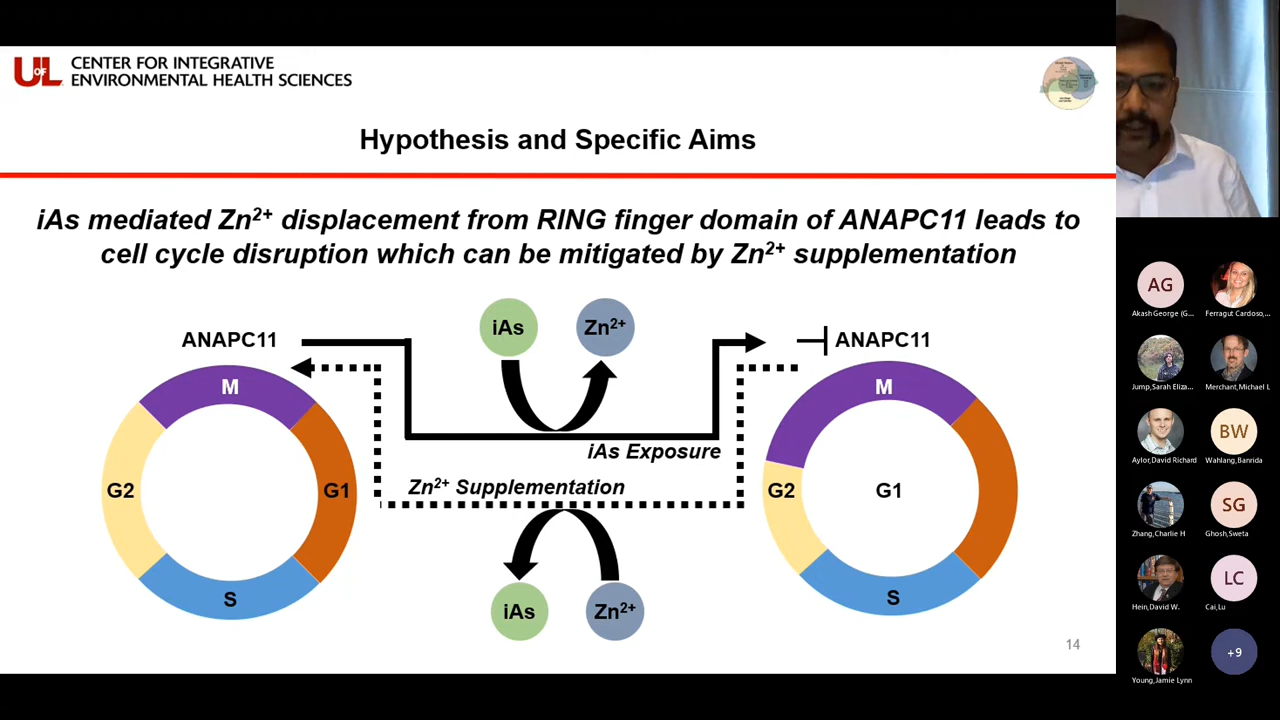 UofL CENTER FOR INTEGRATIVE
ENVIRONMENTAL HEALTH SCIENCES
Hypothesis and Specific Aims
iAs mediated Zn²⁺ displacement from RING finger domain of ANAPC11 leads to
cell cycle disruption which can be mitigated by Zn²⁺ supplementation
ANAPC11
iAs
Zn²⁺
ANAPC11
M
G2
G1
S
iAs Exposure
Zn²⁺ Supplementation
iAs
Zn²⁺
M
G2
G1
S
14
AG
Akash George (G...
Ferragut Cardoso,...
Jump,Sarah Eliza...
Merchant,Michael L
Aylor,David Richard
BW
Wahlang,Banrida
Zhang,Charlie H
SG
Ghosh,Sweta
Hein,David W.
LC
Cai,Lu
Young,Jamie Lynn
+9